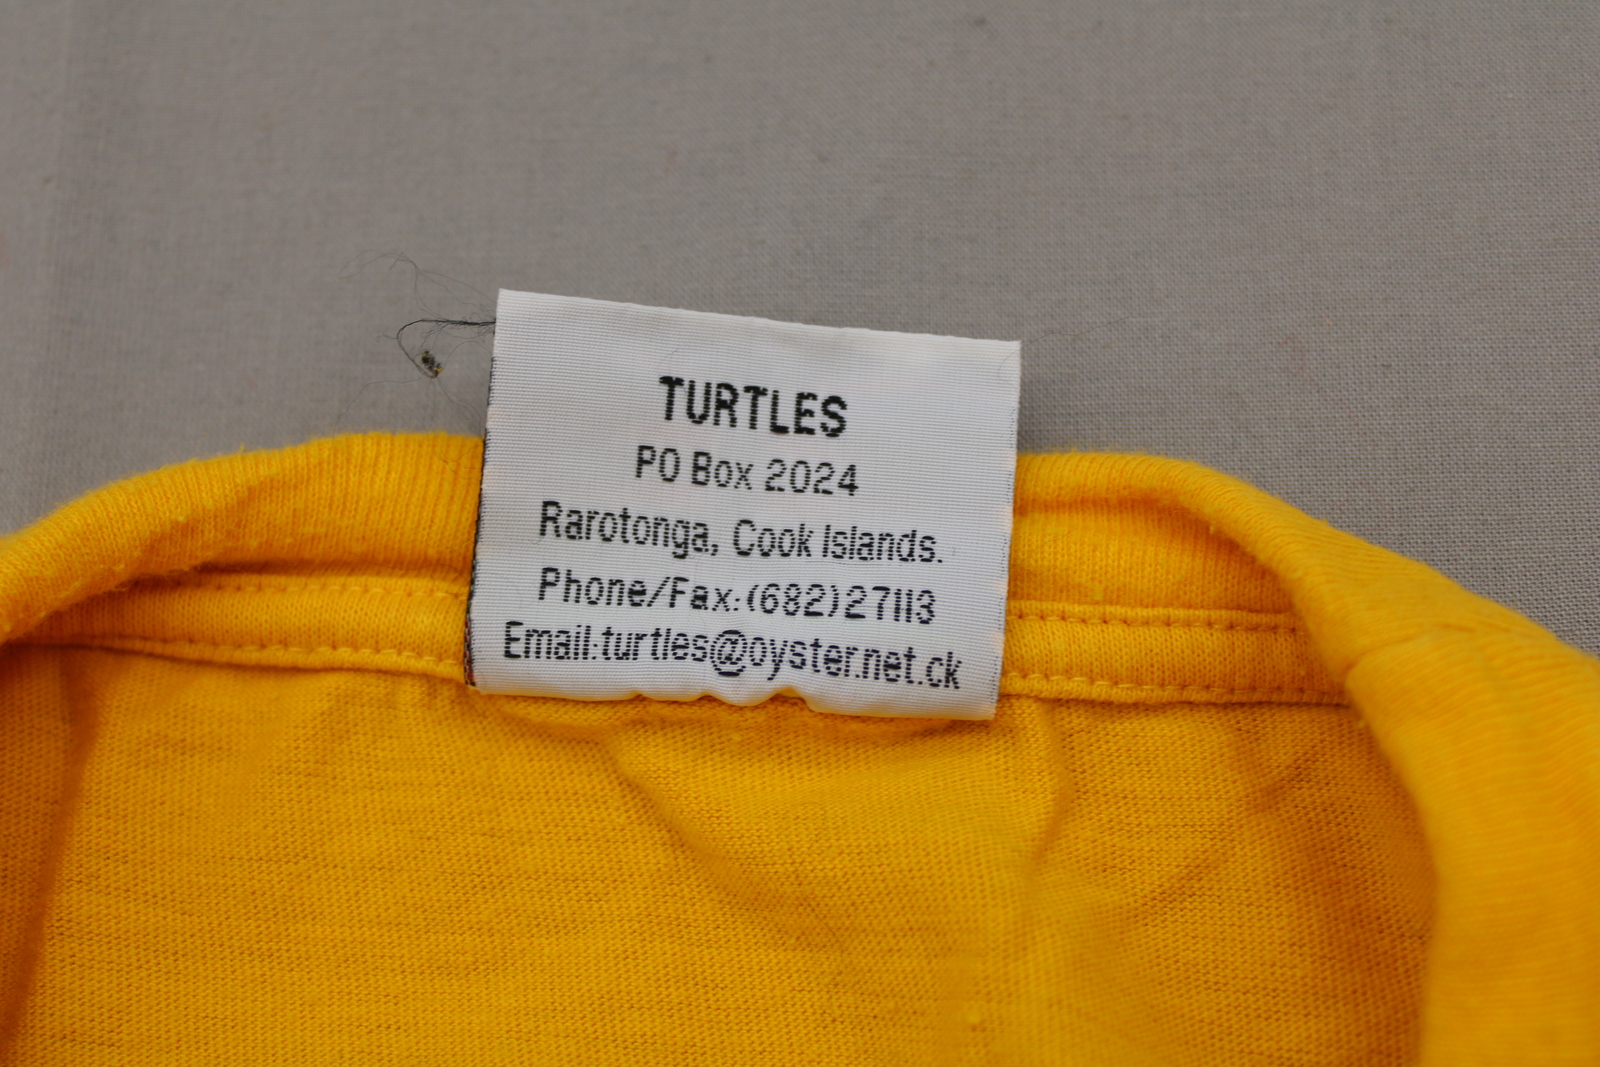 TURTLES
PO Box 2024
Rarotonga, Cook Islands.
Phone/Fax:(682)27113
Email:turtles@oyster.net.ck